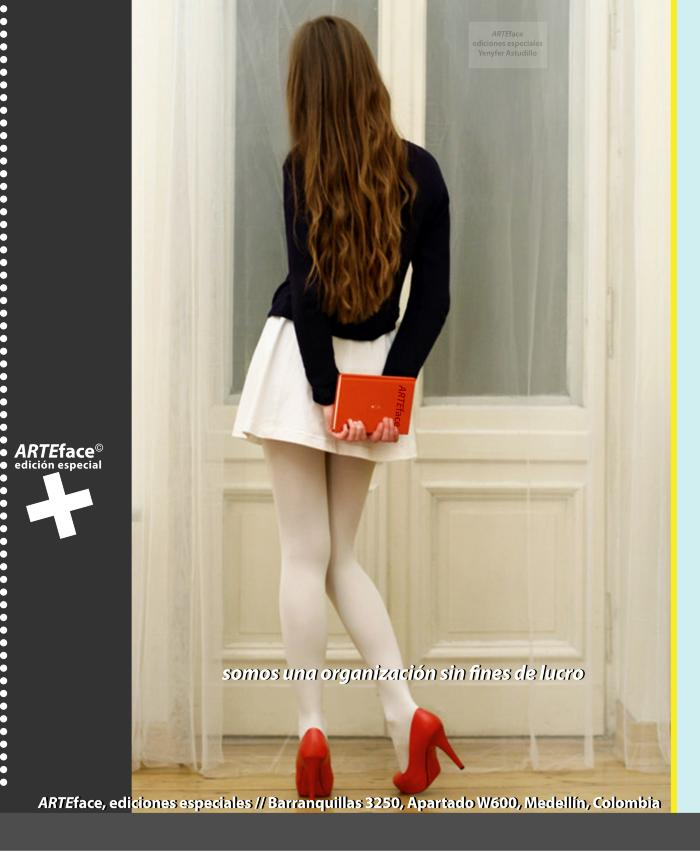 ARTEface
ediciones especiales
Yenyfer Astudillo
ARTEface
ARTEface©
edición especial
somos una organización sin fines de lucro
ARTEface, ediciones especiales // Barranquillas 3250, Apartado W600, Medellín, Colombia